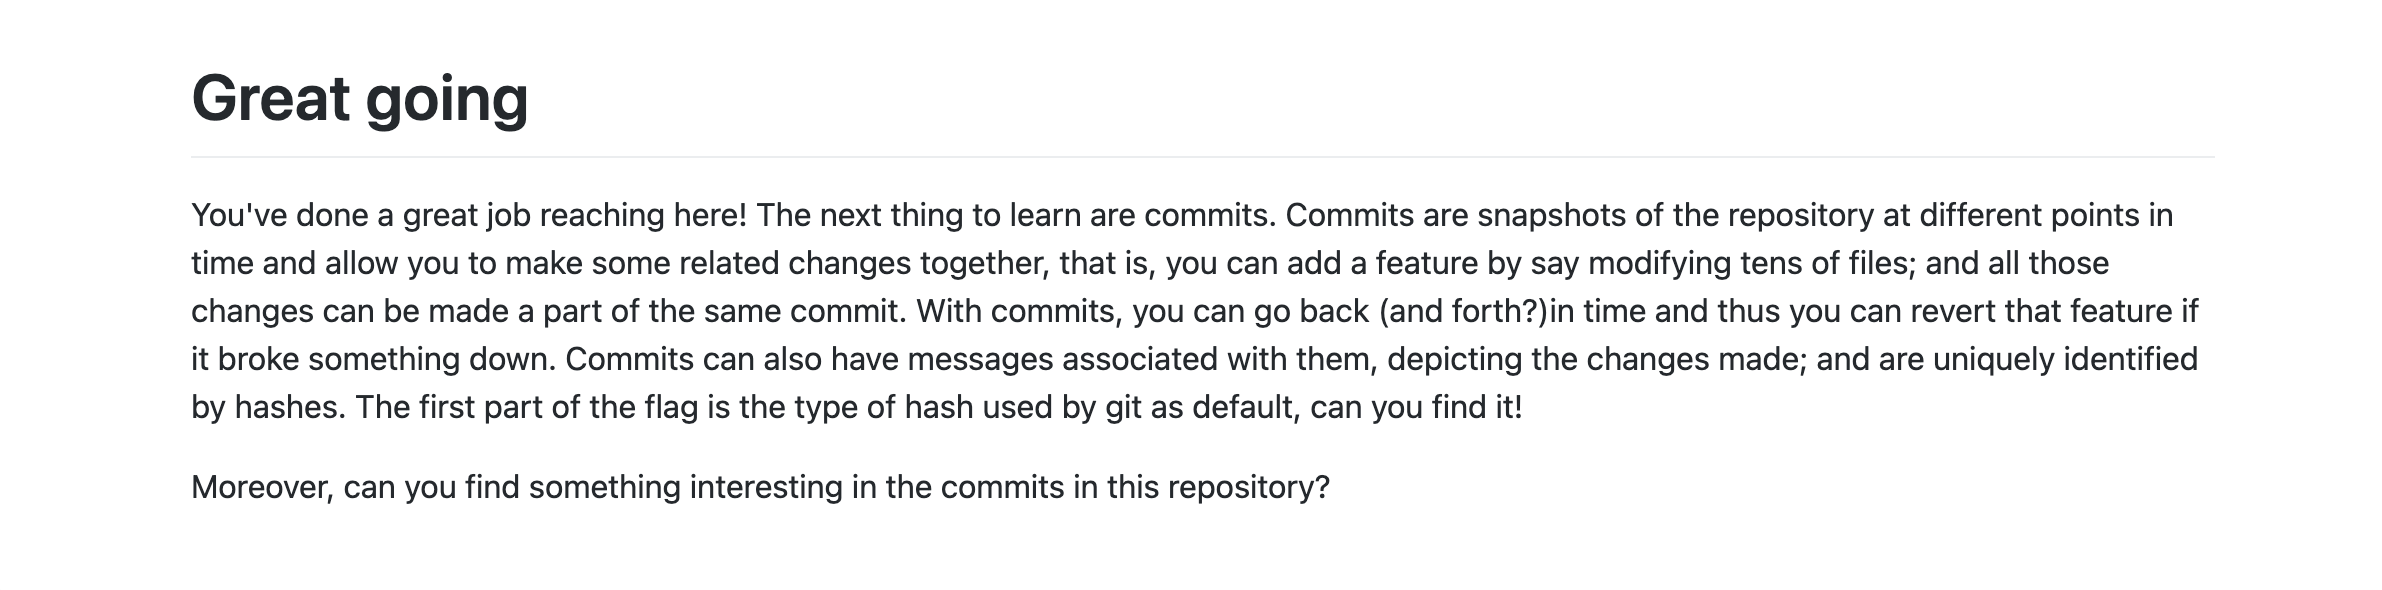 Great going
You've done a great job reaching here! The next thing to learn are commits. Commits are snapshots of the repository at different points in
time and allow you to make some related changes together, that is, you can add a feature by say modifying tens of files; and all those
changes can be made a part of the same commit. With commits, you can go back (and forth?)in time and thus you can revert that feature if
it broke something down. Commits can also have messages associated with them, depicting the changes made; and are uniquely identified
by hashes. The first part of the flag is the type of hash used by git as default, can you find it!
Moreover, can you find something interesting in the commits in this repository?